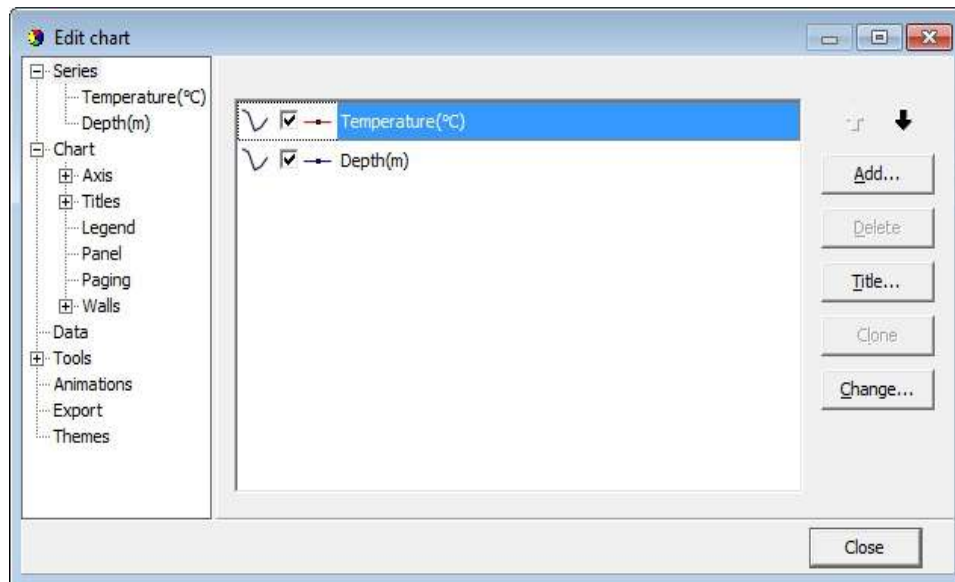 Edit chart
Series
Temperature(°C)
Depth(m)
Chart
Axis
Titles
Legend
Panel
Paging
Walls
Data
Tools
Animations
Export
Themes
Temperature(°C)
Depth(m)
Add...
Delete
Title...
Clone
Change...
Close